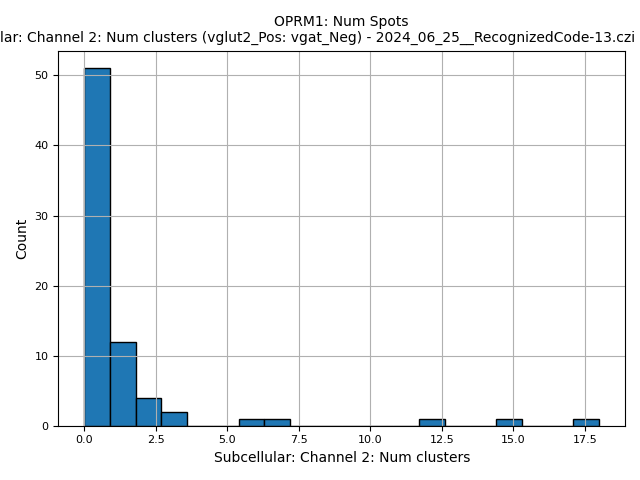 OPRM1: Num Spots
lar: Channel 2: Num clusters (vglut2_Pos: vgat_Neg) - 2024_06_25__RecognizedCode-13.czi
50
40
30
20
10
0
Count
0.0 2.5 5.0 7.5 10.0 12.5 15.0 17.5
Subcellular: Channel 2: Num clusters